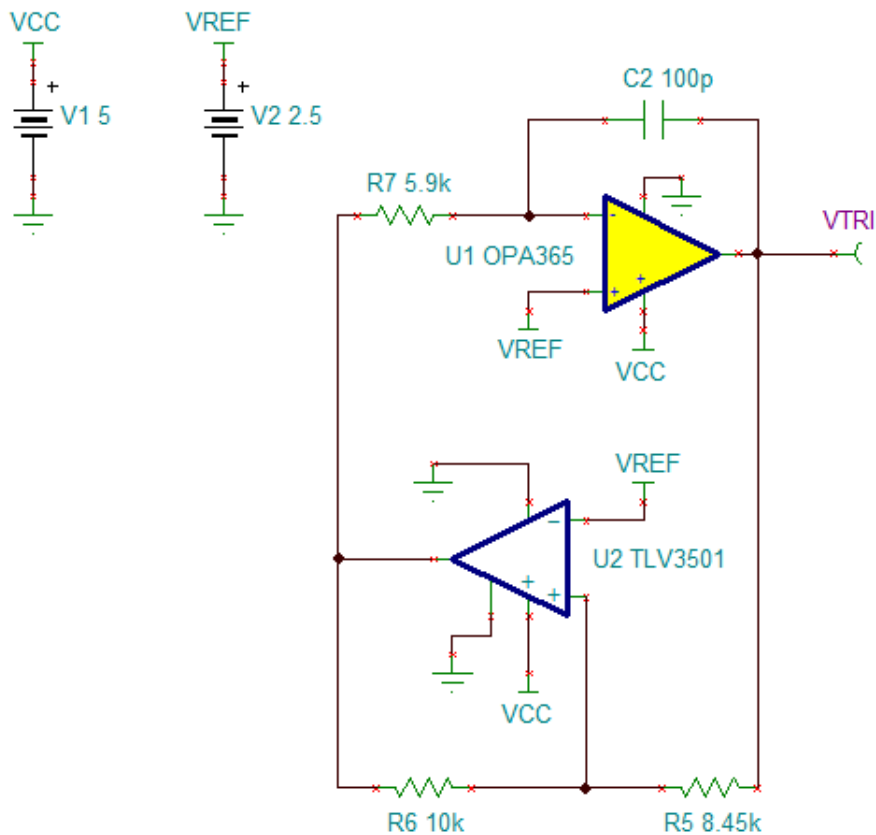 VCC
VREF
V1 5
V2 2.5
C2 100p
R7 5.9k
U1 OPA365
VTRI
VREF
VCC
VREF
U2 TLV3501
VCC
R6 10k
R5 8.45k